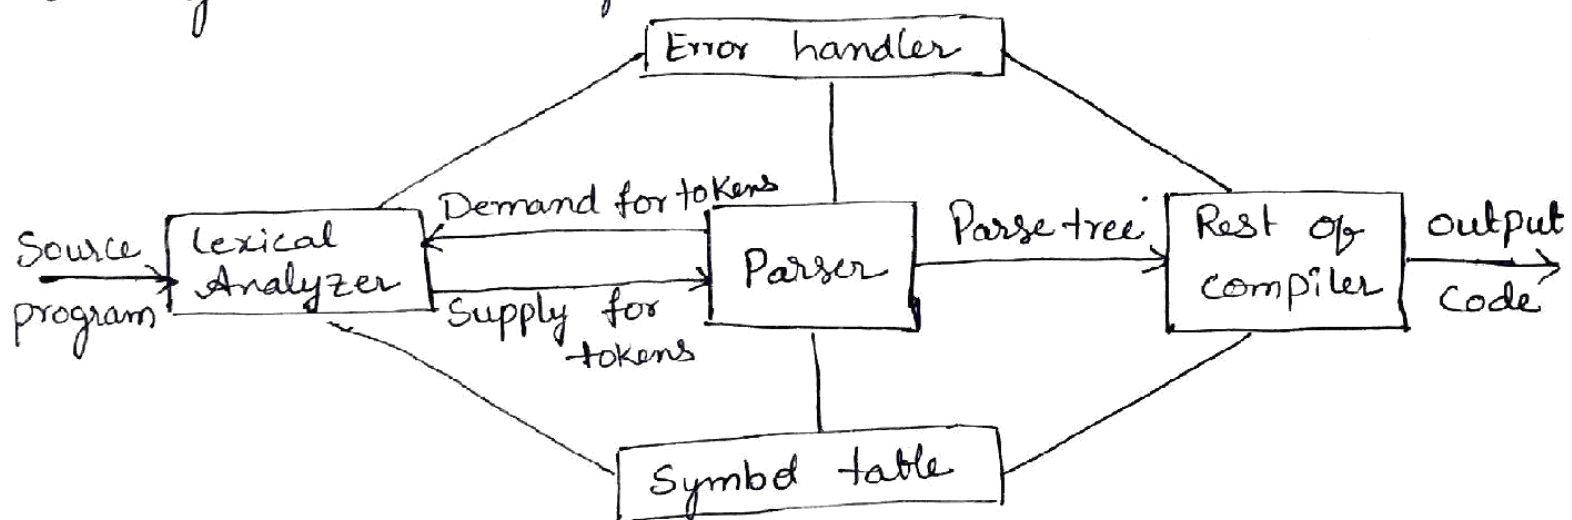 Error handler
Demand for tokens
Source
program
Lexical
Analyzer
Supply for
tokens
Parser
Parse tree
Rest of
compiler
output
code
Symbol table